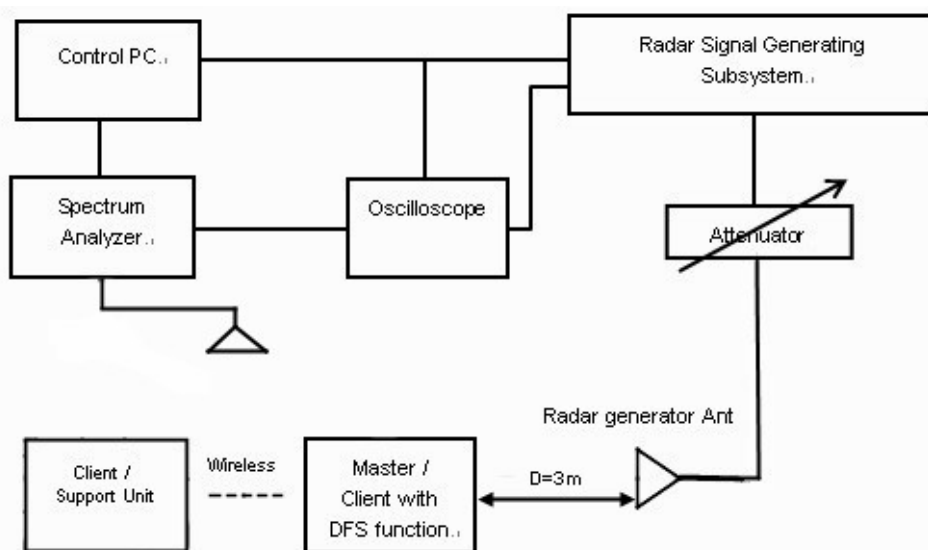 Control PC.
Radar Signal Generating
Subsystem.
Spectrum
Analyzer.
Oscilloscope
Attenuator
Radar generator Ant
Client /
Support Unit
Wireless
Master /
Client with
DFS function.
D=3m